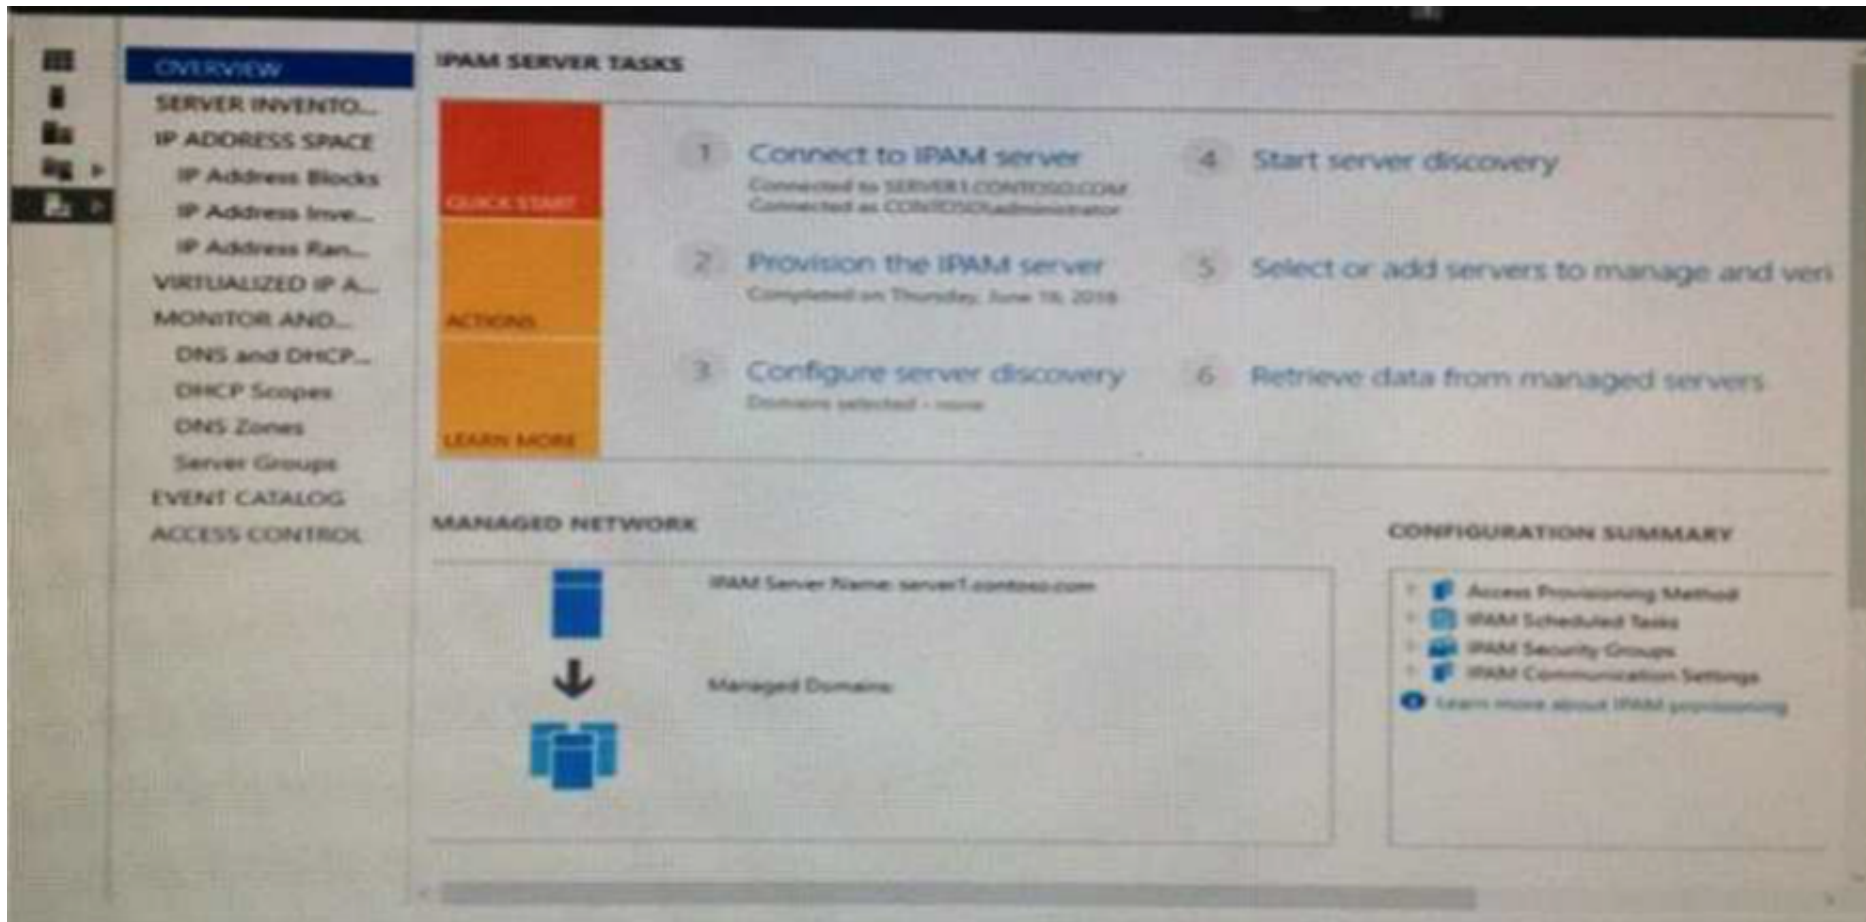 OVERVIEW
SERVER INVENTO...
IP ADDRESS SPACE
IP Address Blocks
IP Address Inve...
IP Address Ran...
VIRTUALIZED IP A...
MONITOR AND...
DNS and DHCP...
DHCP Scopes
DNS Zones
Server Groups
EVENT CATALOG
ACCESS CONTROL
IPAM SERVER TASKS
QUICK START
ACTIONS
LEARN MORE
1 Connect to IPAM server
Connected to SERVER1.CONTOSO.COM
Connected as CONTOSO\administrator
2 Provision the IPAM server
Completed on Thursday, June 16, 2016
3 Configure server discovery
Domains selected - none
4 Start server discovery
5 Select or add servers to manage and veri
6 Retrieve data from managed servers
MANAGED NETWORK
IPAM Server Name: server1.contoso.com
Managed Domains:
CONFIGURATION SUMMARY
Access Provisioning Method
IPAM Scheduled Tasks
IPAM Security Groups
IPAM Communication Settings
Learn more about IPAM provisioning